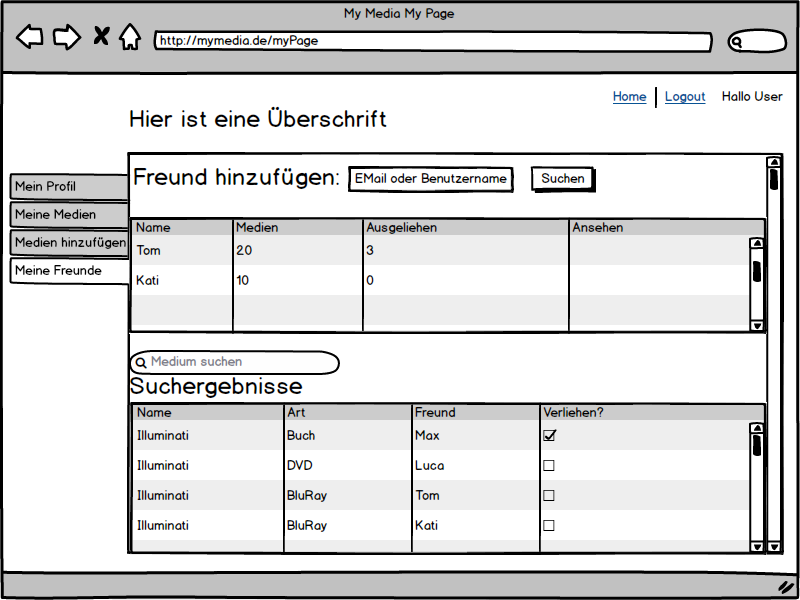 My Media My Page
http://mymedia.de/myPage
Home Logout Hallo User
Hier ist eine Überschrift
Mein Profil
Meine Medien
Medien hinzufügen
Meine Freunde
Freund hinzufügen: EMail oder Benutzername Suchen
Name Medien Ausgeliehen Ansehen
Tom 20 3
Kati 10 0
Medium suchen
Suchergebnisse
Name Art Freund Verliehen?
Illuminati Buch Max
Illuminati DVD Luca
Illuminati BluRay Tom
Illuminati BluRay Kati